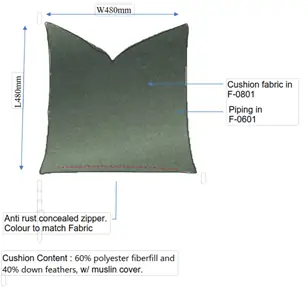 W480mm
L480mm
Cushion fabric in
F-0801
Piping in
F-0601
Anti rust concealed zipper.
Colour to match Fabric
Cushion Content : 60% polyester fiberfill and
40% down feathers, w/ muslin cover.